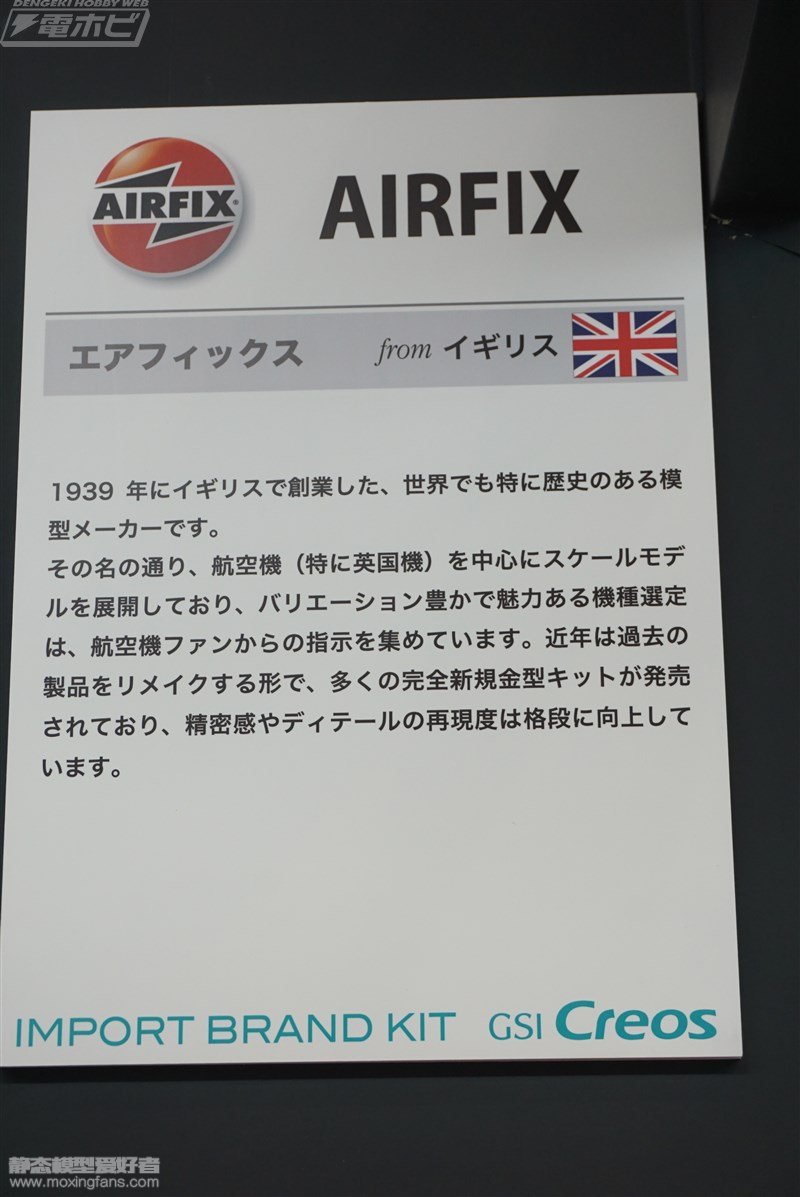 DENGEKI HOBBY WEB
電ホビ
AIRFIX®
AIRFIX
エアフィックス
from イギリス
1939 年にイギリスで創業した、世界でも特に歴史のある模
型メーカーです。
その名の通り、航空機（特に英国機）を中心にスケールモデ
ルを展開しており、バリエーション豊かで魅力ある機種選定
は、航空機ファンからの指示を集めています。近年は過去の
製品をリメイクする形で、多くの完全新規金型キットが発売
されており、精密感やディテールの再現度は格段に向上して
います。
IMPORT BRAND KIT GSI Creos
静态模型爱好者
www.moxingfans.com